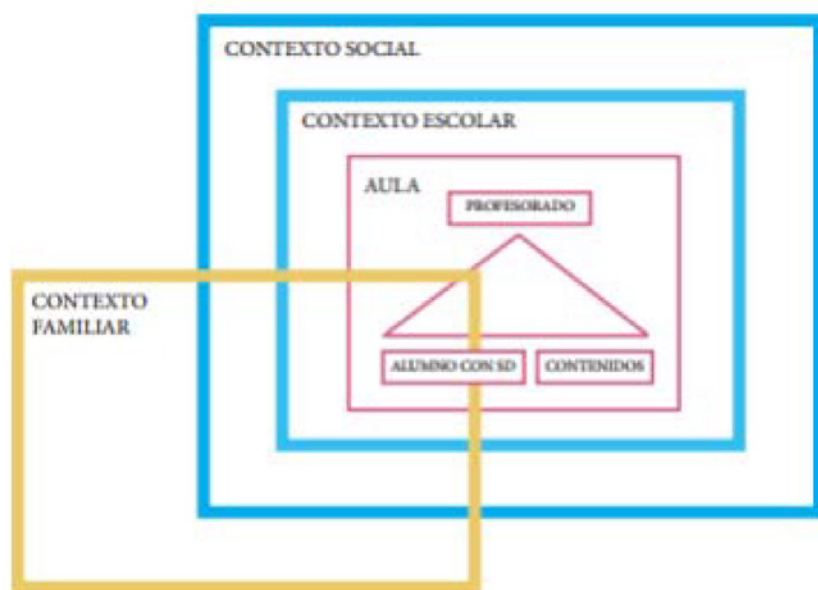 CONTEXTO SOCIAL
CONTEXTO ESCOLAR
AULA
PROFESORADO
CONTEXTO
FAMILIAR
ALUMNO CON SD
CONTENIDOS